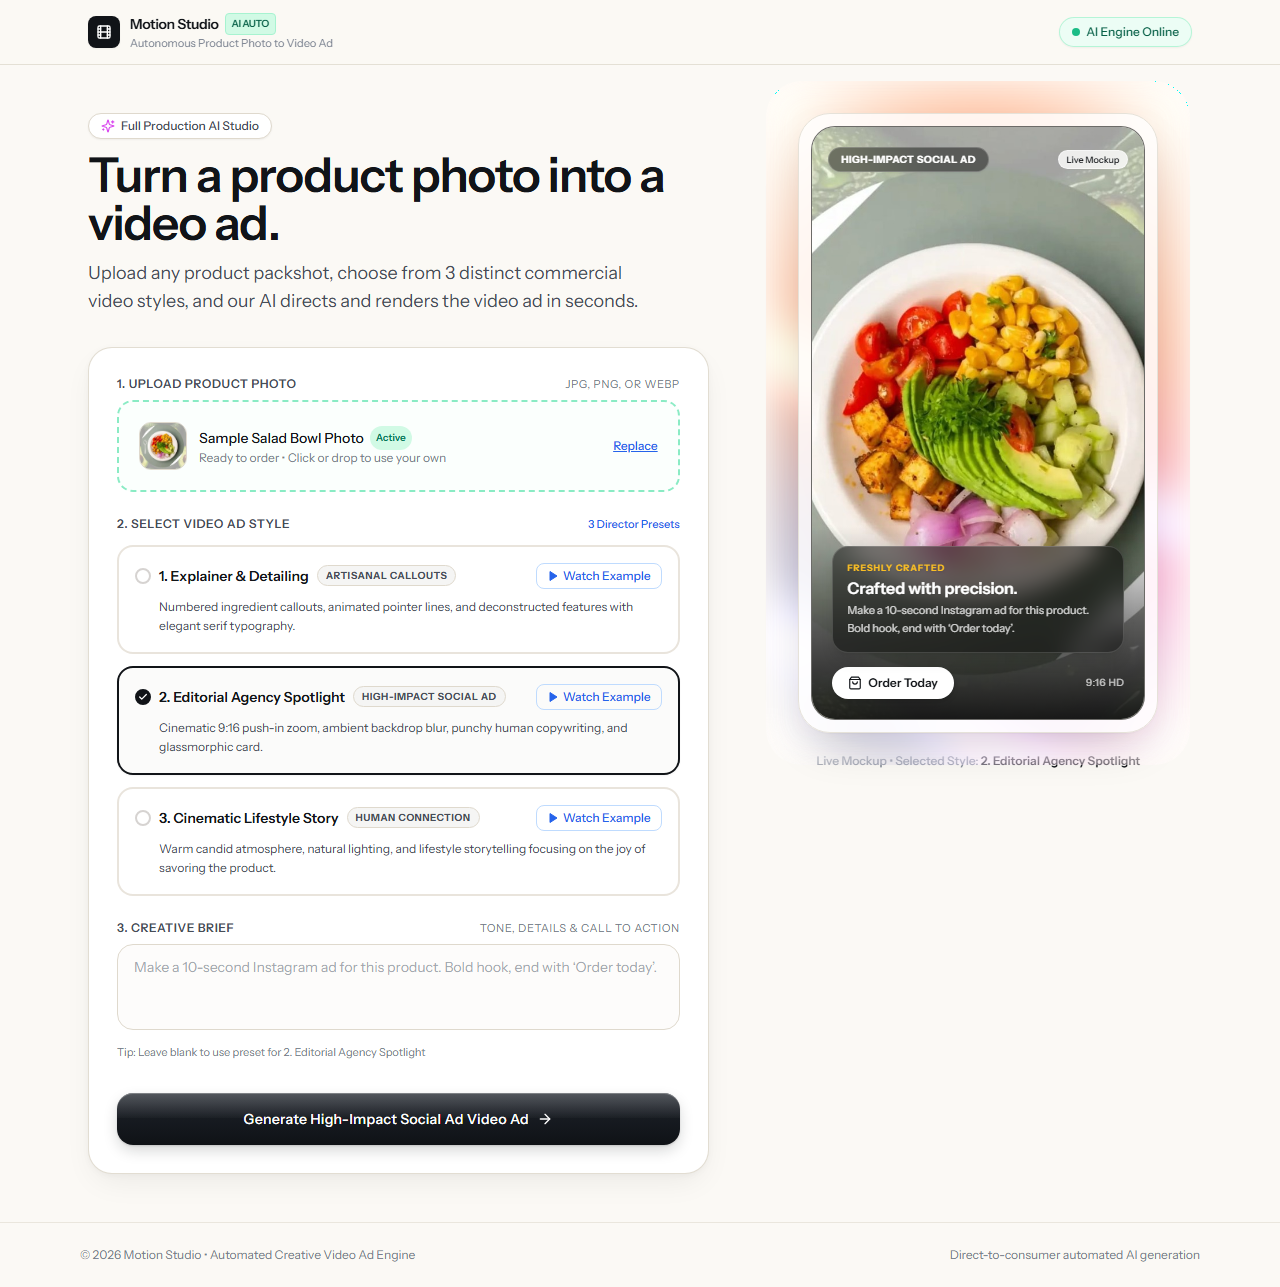 Motion Studio AI AUTO
Autonomous Product Photo to Video Ad
AI Engine Online
Full Production AI Studio
Turn a product photo into a
video ad.
Upload any product packshot, choose from 3 distinct commercial
video styles, and our AI directs and renders the video ad in seconds.
1. UPLOAD PRODUCT PHOTO
JPG, PNG, OR WEBP
Sample Salad Bowl Photo Active
Ready to order • Click or drop to use your own
Replace
2. SELECT VIDEO AD STYLE
3 Director Presets
1. Explainer & Detailing ARTISANAL CALLOUTS
Watch Example
Numbered ingredient callouts, animated pointer lines, and deconstructed features with
elegant serif typography.
2. Editorial Agency Spotlight HIGH-IMPACT SOCIAL AD
Watch Example
Cinematic 9:16 push-in zoom, ambient backdrop blur, punchy human copywriting, and
glassmorphic card.
3. Cinematic Lifestyle Story HUMAN CONNECTION
Watch Example
Warm candid atmosphere, natural lighting, and lifestyle storytelling focusing on the joy of
savoring the product.
3. CREATIVE BRIEF
TONE, DETAILS & CALL TO ACTION
Make a 10-second Instagram ad for this product. Bold hook, end with ‘Order today’.
Tip: Leave blank to use preset for 2. Editorial Agency Spotlight
Generate High-Impact Social Ad Video Ad
HIGH-IMPACT SOCIAL AD
Live Mockup
FRESHLY CRAFTED
Crafted with precision.
Make a 10-second Instagram ad for this product.
Bold hook, end with ‘Order today’.
Order Today
9:16 HD
Live Mockup • Selected Style: 2. Editorial Agency Spotlight
© 2026 Motion Studio • Automated Creative Video Ad Engine
Direct-to-consumer automated AI generation